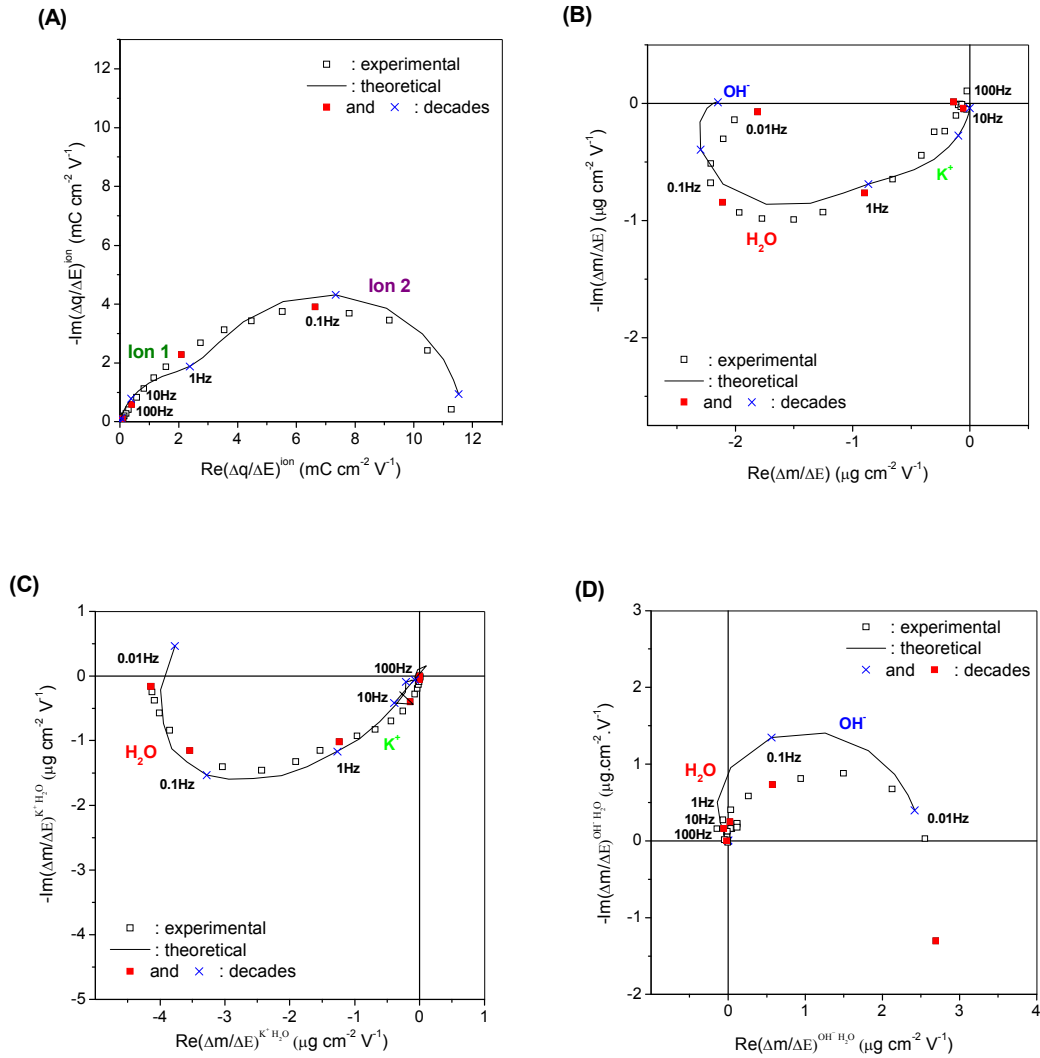 (A)
13
12
10
8
6
4
2
0
0
2
4
6
8
10
12
13
-Im(Δq/ΔE)^ion (mC cm⁻² V⁻¹)
Re(Δq/ΔE)^ion (mC cm⁻² V⁻¹)
: experimental
: theoretical
and × : decades
Ion 1
Ion 2
0.1Hz
1Hz
10Hz
100Hz
(B)
0
-1
-2
-2
-1
0
-Im(Δm/ΔE) (μg cm⁻² V⁻¹)
Re(Δm/ΔE) (μg cm⁻² V⁻¹)
OH⁻
0.01Hz
100Hz
10Hz
K⁺
0.1Hz
1Hz
H₂O
: experimental
: theoretical
and × : decades
(C)
1
0
-1
-2
-3
-4
-5
-4
-3
-2
-1
0
1
-Im(Δm/ΔE)^K⁺ H₂O (μg cm⁻² V⁻¹)
Re(Δm/ΔE)^K⁺ H₂O (μg cm⁻² V⁻¹)
0.01Hz
100Hz
10Hz
K⁺
H₂O
1Hz
0.1Hz
: experimental
: theoretical
and × : decades
(D)
3
2
1
0
-1
-2
-1
0
1
2
3
4
-Im(Δm/ΔE)^OH⁻ H₂O (μg.cm⁻².V⁻¹)
Re(Δm/ΔE)^OH⁻ H₂O (μg cm⁻² V⁻¹)
: experimental
: theoretical
× and : decades
OH⁻
0.1Hz
H₂O
1Hz
10Hz
100Hz
0.01Hz